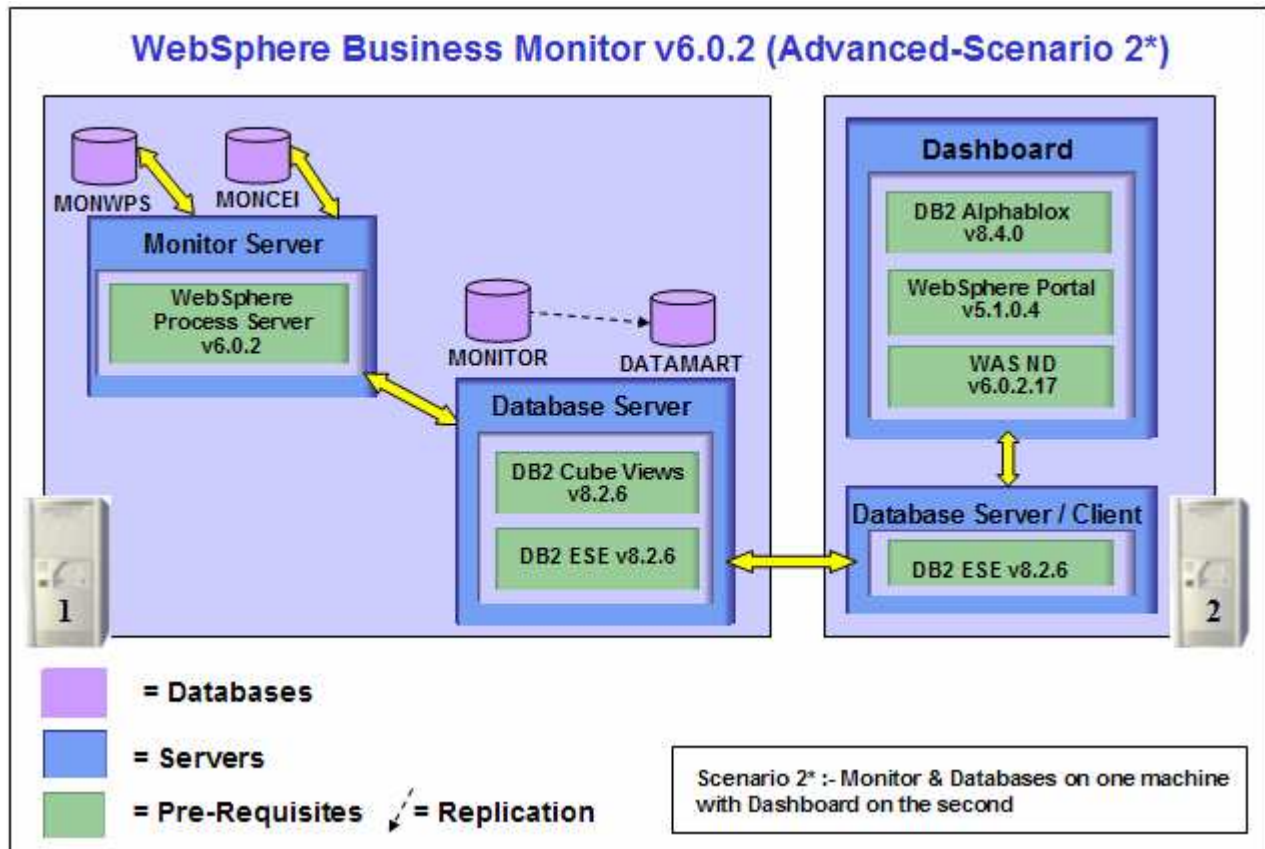 WebSphere Business Monitor v6.0.2 (Advanced-Scenario 2*)
MONWPS
MONCEI
Monitor Server
WebSphere
Process Server
v6.0.2
MONITOR
DATAMART
Database Server
DB2 Cube Views
v8.2.6
DB2 ESE v8.2.6
1
Dashboard
DB2 Alphablox
v8.4.0
WebSphere Portal
v5.1.0.4
WAS ND
v6.0.2.17
Database Server / Client
DB2 ESE v8.2.6
2
= Databases
= Servers
= Pre-Requisites
= Replication
Scenario 2* :- Monitor & Databases on one machine
with Dashboard on the second